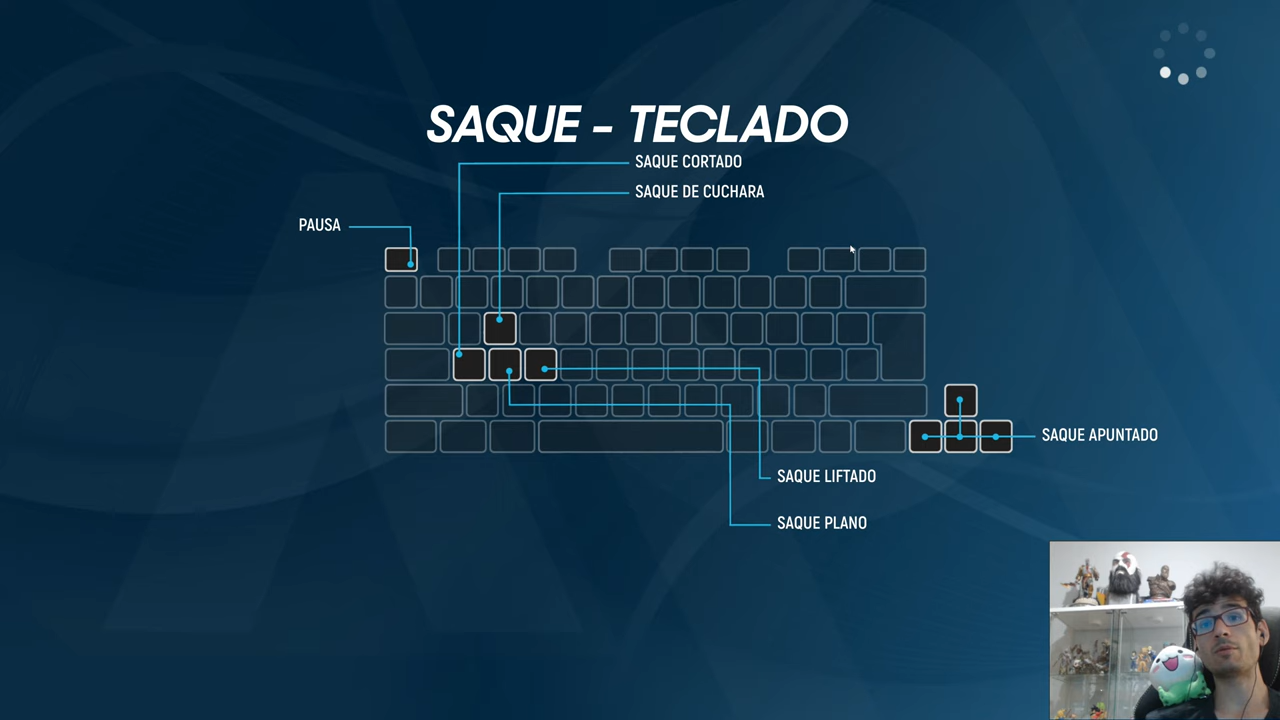 SAQUE - TECLADO
SAQUE CORTADO
SAQUE DE CUCHARA
PAUSA
SAQUE APUNTADO
SAQUE LIFTADO
SAQUE PLANO